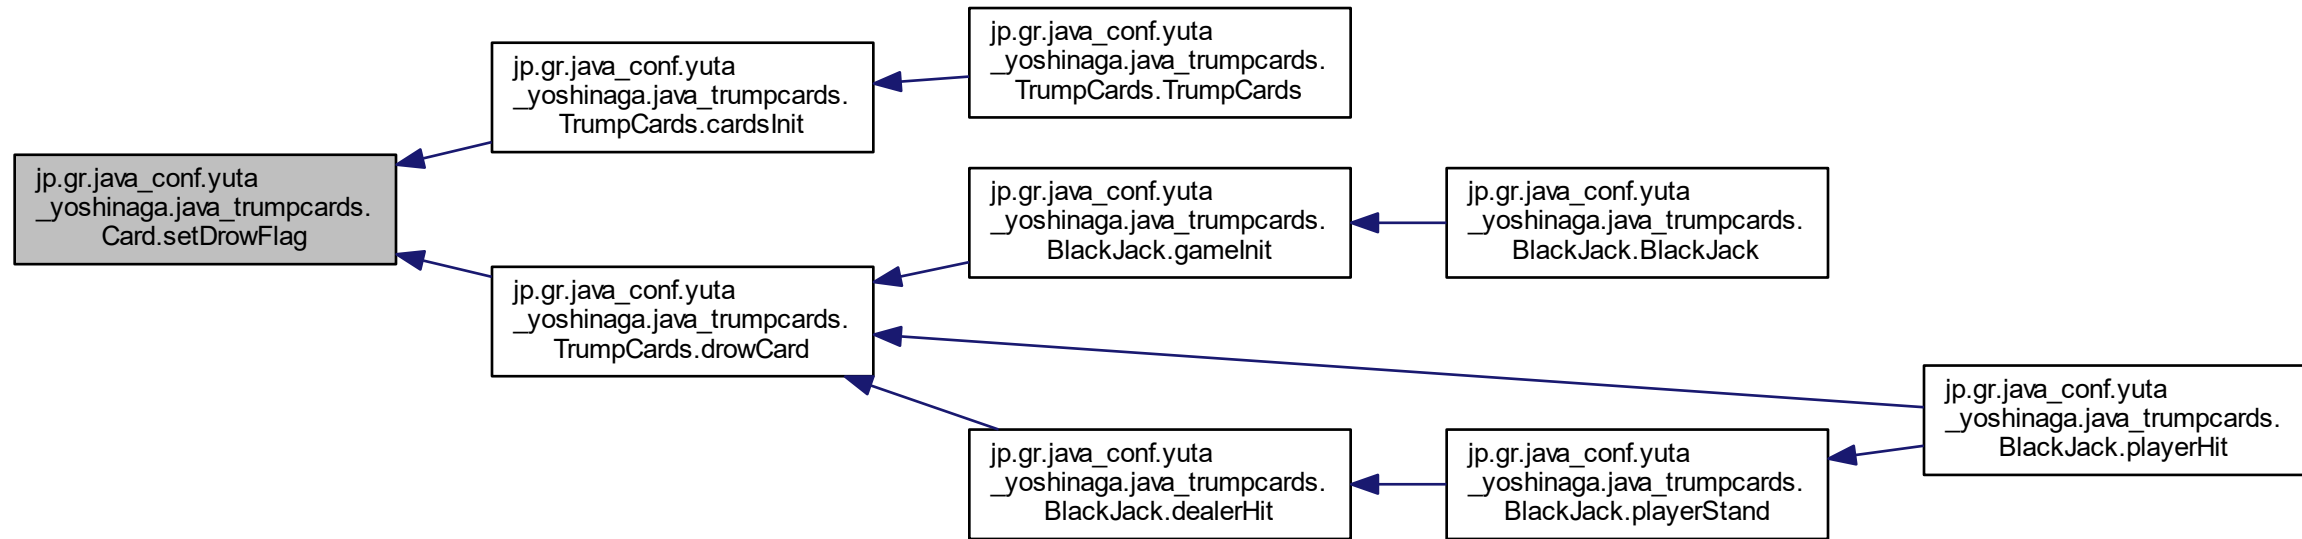 jp.gr.java_conf.yuta
_yoshinaga.java_trumpcards.
Card.setDrowFlag
jp.gr.java_conf.yuta
_yoshinaga.java_trumpcards.
TrumpCards.cardsInit
jp.gr.java_conf.yuta
_yoshinaga.java_trumpcards.
TrumpCards.TrumpCards
jp.gr.java_conf.yuta
_yoshinaga.java_trumpcards.
TrumpCards.drowCard
jp.gr.java_conf.yuta
_yoshinaga.java_trumpcards.
BlackJack.gameInit
jp.gr.java_conf.yuta
_yoshinaga.java_trumpcards.
BlackJack.BlackJack
jp.gr.java_conf.yuta
_yoshinaga.java_trumpcards.
BlackJack.dealerHit
jp.gr.java_conf.yuta
_yoshinaga.java_trumpcards.
BlackJack.playerStand
jp.gr.java_conf.yuta
_yoshinaga.java_trumpcards.
BlackJack.playerHit